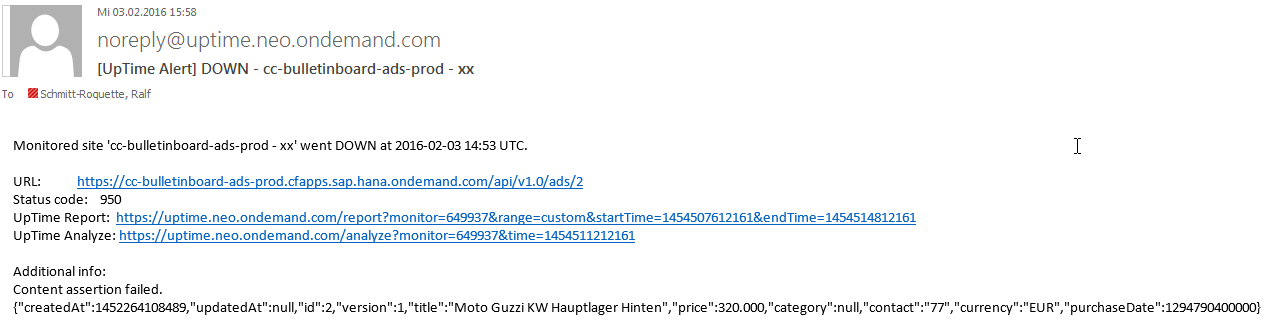 Mi 03.02.2016 15:58
noreply@uptime.neo.ondemand.com
[UpTime Alert] DOWN - cc-bulletinboard-ads-prod - xx
To Schmitt-Roquette, Ralf
Monitored site 'cc-bulletinboard-ads-prod - xx' went DOWN at 2016-02-03 14:53 UTC.
URL: https://cc-bulletinboard-ads-prod.cfapps.sap.hana.ondemand.com/api/v1.0/ads/2
Status code: 950
UpTime Report: https://uptime.neo.ondemand.com/report?monitor=649937&range=custom&startTime=1454507612161&endTime=1454514812161
UpTime Analyze: https://uptime.neo.ondemand.com/analyze?monitor=649937&time=1454511212161
Additional info:
Content assertion failed.
{"createdAt":1452264108489,"updatedAt":null,"id":2,"version":1,"title":"Moto Guzzi KW Hauptlager Hinten","price":320.000,"category":null,"contact":"77","currency":"EUR","purchaseDate":1294790400000}